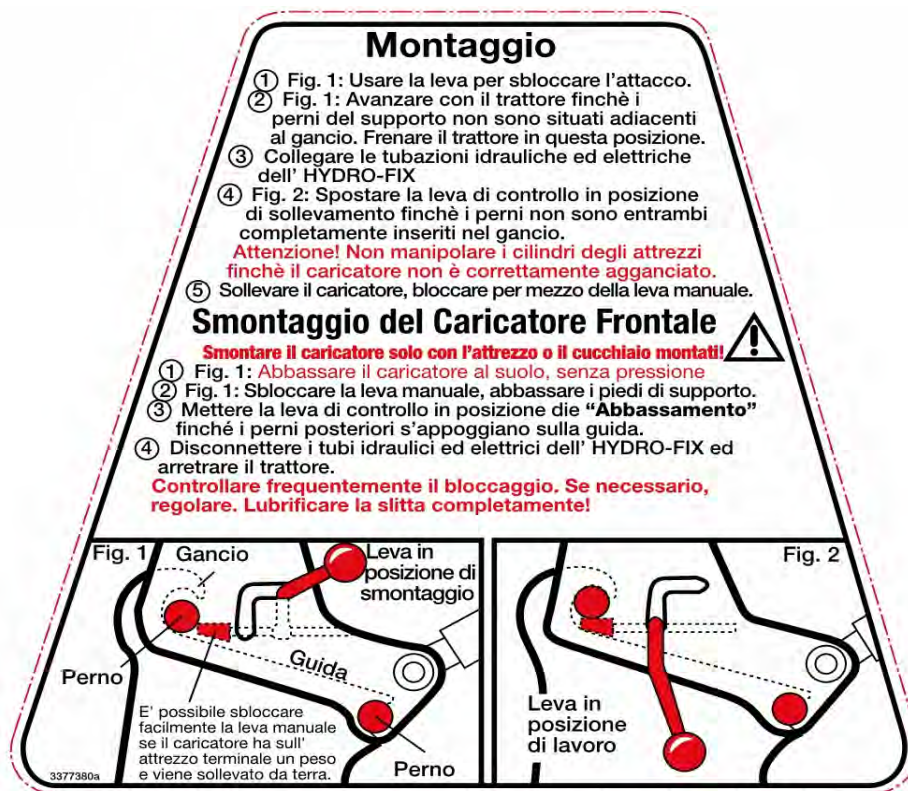 Montaggio
① Fig. 1: Usare la leva per sbloccare l'attacco.
② Fig. 1: Avanzare con il trattore finchè i
perni del supporto non sono situati adiacenti
al gancio. Frenare il trattore in questa posizione.
③ Collegare le tubazioni idrauliche ed elettriche
dell' HYDRO-FIX
④ Fig. 2: Spostare la leva di controllo in posizione
di sollevamento finchè i perni non sono entrambi
completamente inseriti nel gancio.
Attenzione! Non manipolare i cilindri degli attrezzi
finchè il caricatore non è correttamente agganciato.
⑤ Sollevare il caricatore, bloccare per mezzo della leva manuale.
Smontaggio del Caricatore Frontale
Smontare il caricatore solo con l'attrezzo o il cucchiaio montati!
① Fig. 1: Abbassare il caricatore al suolo, senza pressione
② Fig. 1: Sbloccare la leva manuale, abbassare i piedi di supporto.
③ Mettere la leva di controllo in posizione die "Abbassamento"
finché i perni posteriori s'appoggiano sulla guida.
④ Disconnettere i tubi idraulici ed elettrici dell' HYDRO-FIX ed
arretrare il trattore.
Controllare frequentemente il bloccaggio. Se necessario,
regolare. Lubrificare la slitta completamente!
Fig. 1
Gancio
Leva in
posizione di
smontaggio
Perno
Guida
E' possibile sbloccare
facilmente la leva manuale
se il caricatore ha sull'
attrezzo terminale un peso
e viene sollevato da terra.
Perno
3377380a
Fig. 2
Leva in
posizione
di lavoro